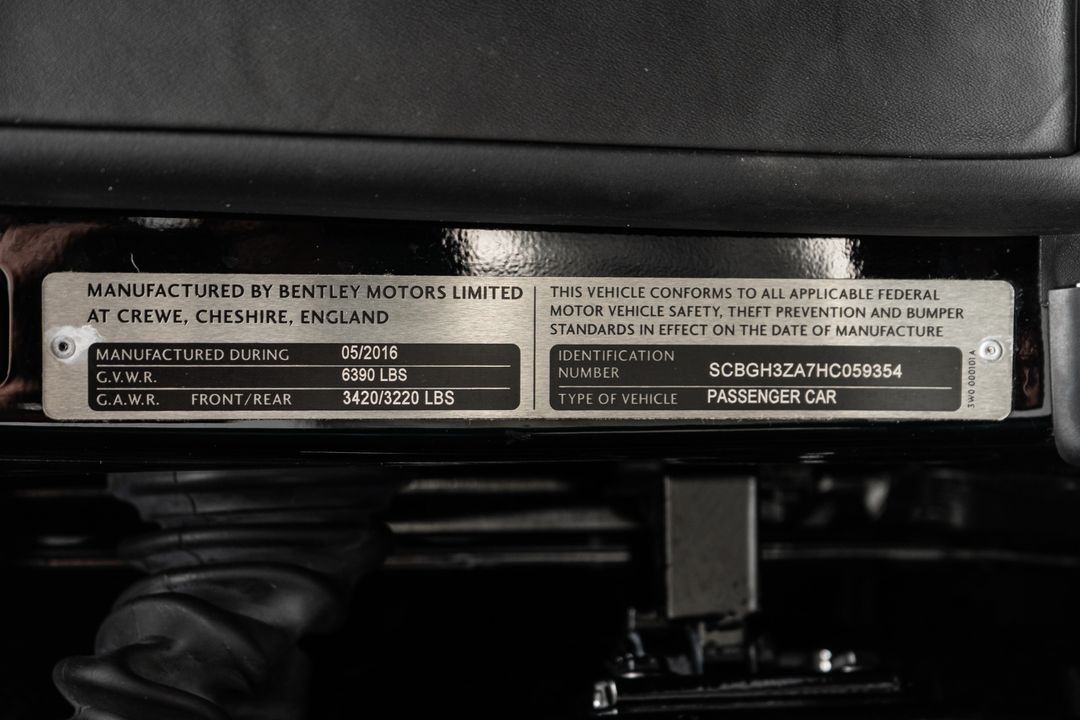 MANUFACTURED BY BENTLEY MOTORS LIMITED
AT CREWE, CHESHIRE, ENGLAND
MANUFACTURED DURING 05/2016
G.V.W.R. 6390 LBS
G.A.W.R. FRONT/REAR 3420/3220 LBS
THIS VEHICLE CONFORMS TO ALL APPLICABLE FEDERAL
MOTOR VEHICLE SAFETY, THEFT PREVENTION AND BUMPER
STANDARDS IN EFFECT ON THE DATE OF MANUFACTURE
IDENTIFICATION
NUMBER SCBGH3ZA7HC059354
TYPE OF VEHICLE PASSENGER CAR
3W0 000101A